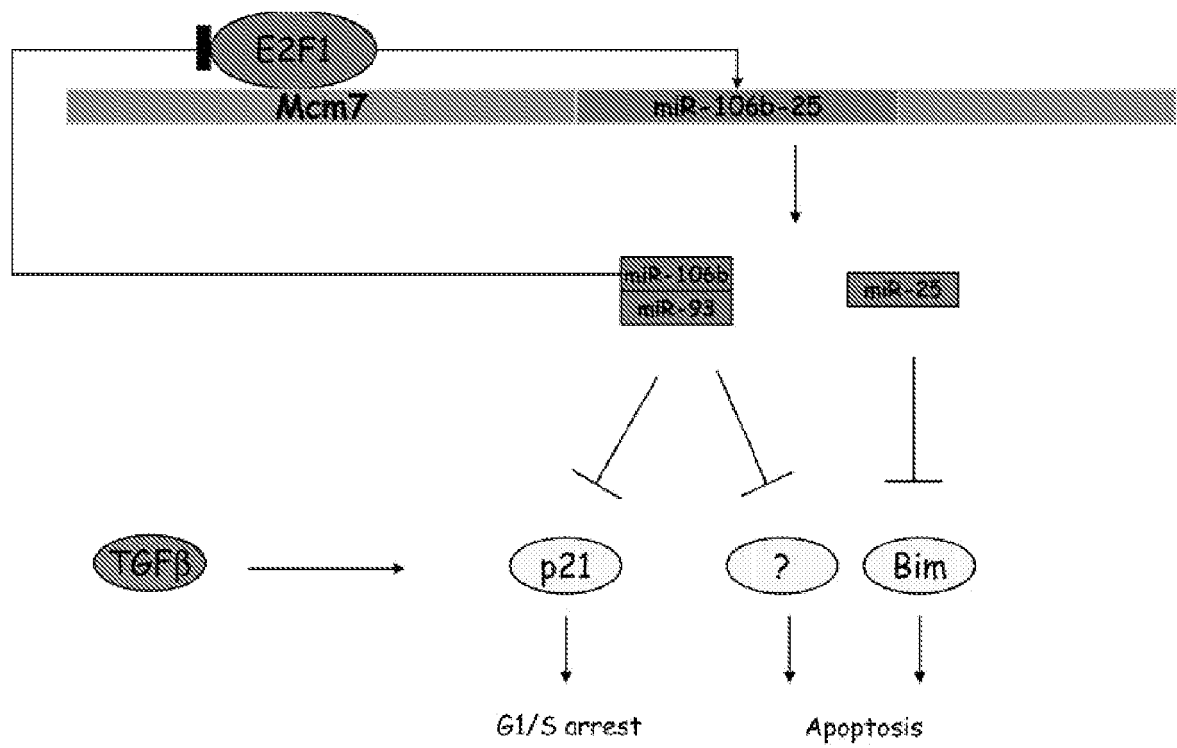 E2F1
Mcm7
miR-106b-25
miR-106b
miR-93
miR-25
TGFβ
p21
?
Bim
G1/S arrest
Apoptosis